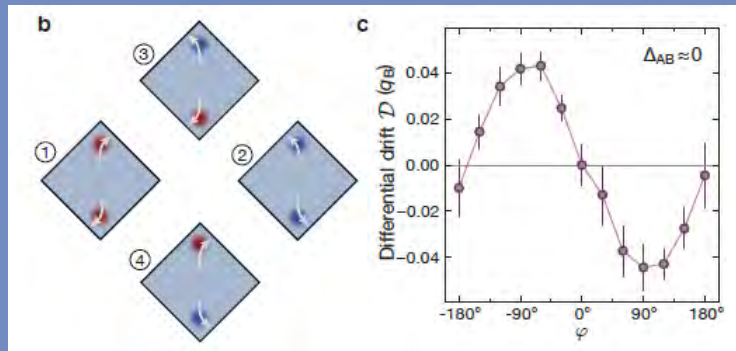 b
③
①
②
④
c
Differential drift 𝒟 (q_B)
Δ_AB ≈ 0
0.04
0.02
0.00
-0.02
-0.04
-180°
-90°
0°
90°
180°
φ